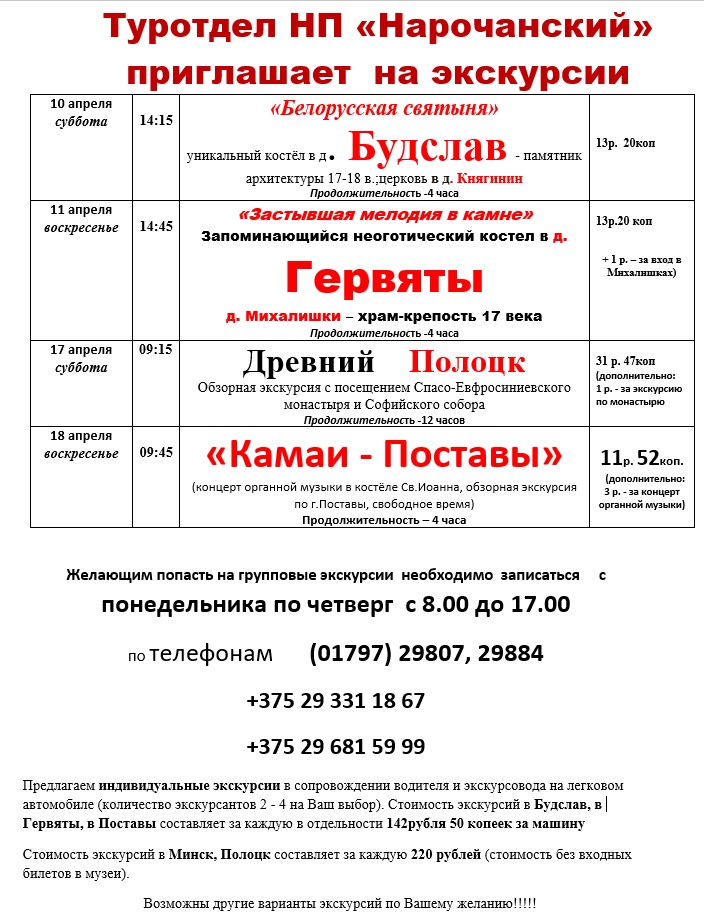 Туротдел НП «Нарочанский»
приглашает на экскурсии
10 апреля
суббота
14:15
«Белорусская святыня»
уникальный костёл в д. Будслав - памятник
архитектуры 17-18 в.;церковь в д. Княгинин
Продолжительность -4 часа
13р. 20коп
11 апреля
воскресенье
14:45
«Застывшая мелодия в камне»
Запоминающийся неоготический костел в д.
Гервяты
д. Михалишки – храм-крепость 17 века
Продолжительность -4 часа
13р.20 коп
+ 1 р. – за вход в
Михалишках)
17 апреля
суббота
09:15
Древний Полоцк
Обзорная экскурсия с посещением Спасо-Евфросиниевского
монастыря и Софийского собора
Продолжительность -12 часов
31 р. 47коп
(дополнительно:
1 р. - за экскурсию
по монастырю
18 апреля
воскресенье
09:45
«Камаи - Поставы»
(концерт органной музыки в костёле Св.Иоанна, обзорная экскурсия
по г.Поставы, свободное время)
Продолжительность – 4 часа
11р. 52коп.
(дополнительно:
3 р. - за концерт
органной музыки)
Желающим попасть на групповые экскурсии необходимо записаться с
понедельника по четверг с 8.00 до 17.00
по телефонам (01797) 29807, 29884
+375 29 331 18 67
+375 29 681 59 99
Предлагаем индивидуальные экскурсии в сопровождении водителя и экскурсовода на легковом
автомобиле (количество экскурсантов 2 - 4 на Ваш выбор). Стоимость экскурсий в Будслав, в
Гервяты, в Поставы составляет за каждую в отдельности 142рубля 50 копеек за машину
Стоимость экскурсий в Минск, Полоцк составляет за каждую 220 рублей (стоимость без входных
билетов в музеи).
Возможны другие варианты экскурсий по Вашему желанию!!!!!